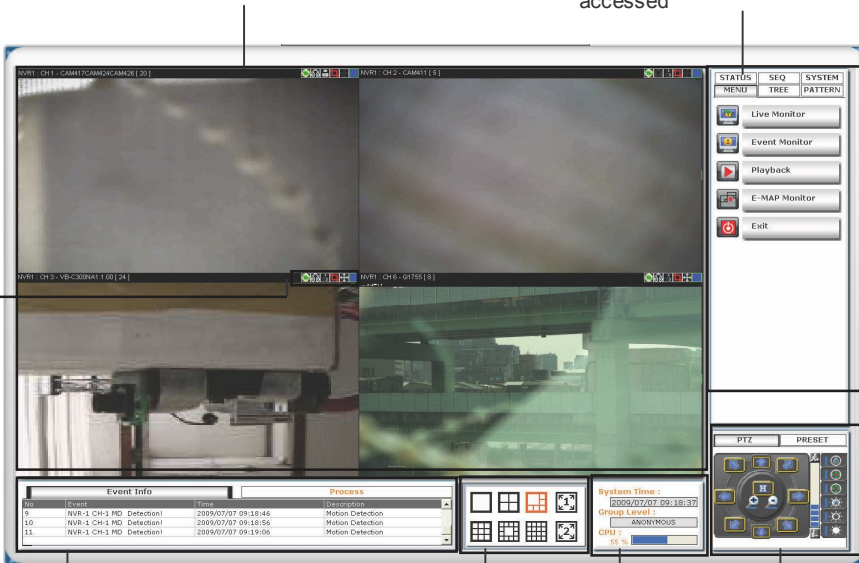 accessed
NVR1 : CH 1 - CAM417CAM424CAM426 [ 20 ]
NVR1 : CH 2 - CAM411 [ 5 ]
STATUS SEQ SYSTEM
MENU TREE PATTERN
Live Monitor
Event Monitor
Playback
E-MAP Monitor
Exit
NVR1 : CH 3 - VB-C300NA1 1.00 [ 24 ]
NVR1 : CH 6 - Q1755 [ 8 ]
PTZ PRESET
H
Event Info Process
No Event Time Description
9 NVR-1 CH-1 MD Detection! 2009/07/07 09:18:46 Motion Detection
10 NVR-1 CH-1 MD Detection! 2009/07/07 09:18:56 Motion Detection
11 NVR-1 CH-1 MD Detection! 2009/07/07 09:19:06 Motion Detection
1
2
System Time :
2009/07/07 09:18:37
Group Level :
ANONYMOUS
CPU :
55 %